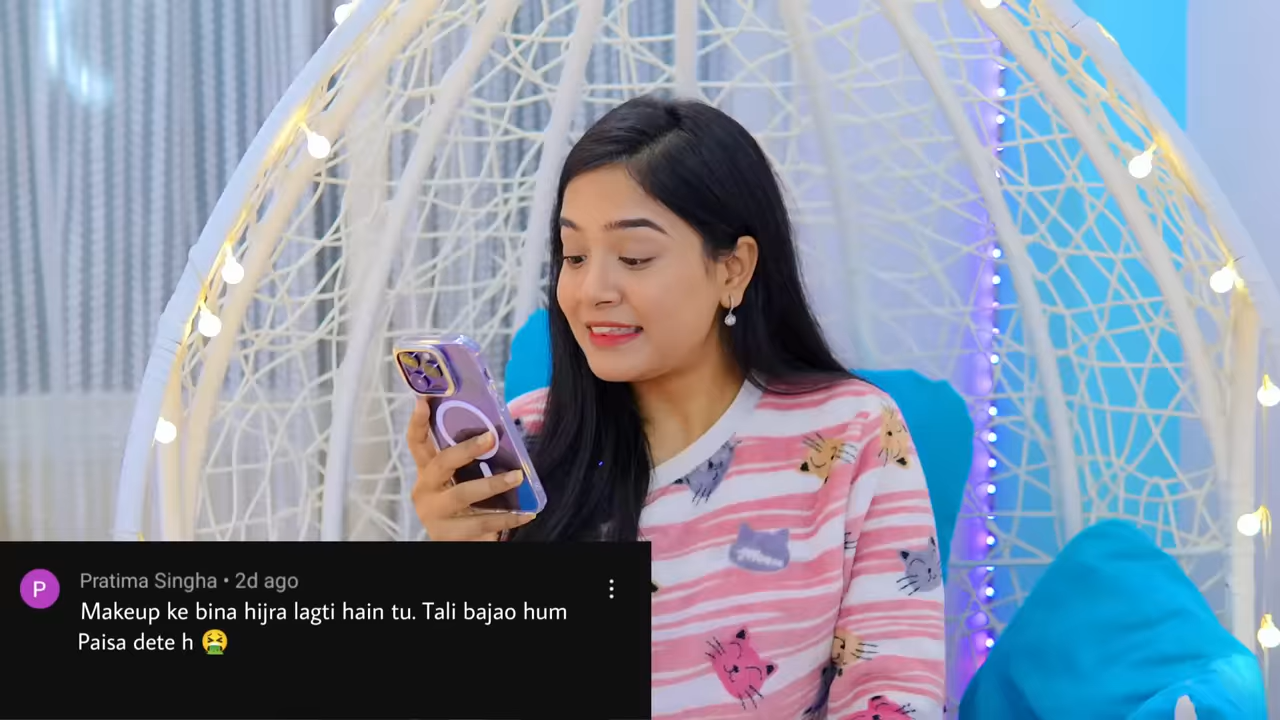 P
Pratima Singha • 2d ago
Makeup ke bina hijra lagti hain tu. Tali bajao hum
Paisa dete h 🤮